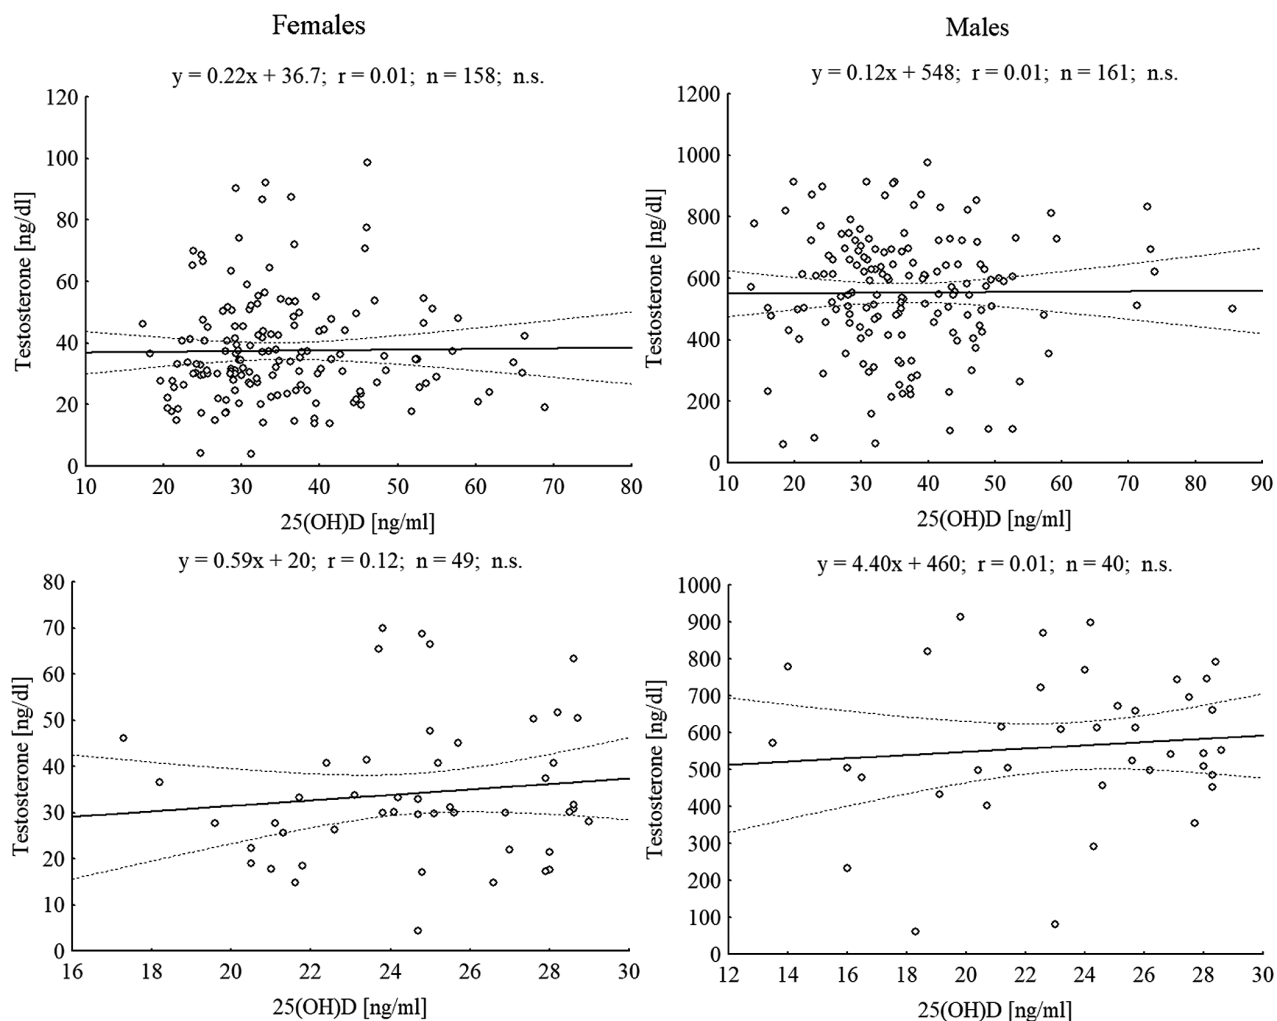 Females
y = 0.22x + 36.7; r = 0.01; n = 158; n.s.
Testosterone [ng/dl]
120
100
80
60
40
20
0
10 20 30 40 50 60 70 80
25(OH)D [ng/ml]
Males
y = 0.12x + 548; r = 0.01; n = 161; n.s.
Testosterone [ng/dl]
1200
1000
800
600
400
200
0
10 20 30 40 50 60 70 80 90
25(OH)D [ng/ml]
y = 0.59x + 20; r = 0.12; n = 49; n.s.
Testosterone [ng/dl]
80
70
60
50
40
30
20
10
0
16 18 20 22 24 26 28 30
25(OH)D [ng/ml]
y = 4.40x + 460; r = 0.01; n = 40; n.s.
Testosterone [ng/dl]
1000
900
800
700
600
500
400
300
200
100
0
12 14 16 18 20 22 24 26 28 30
25(OH)D [ng/ml]